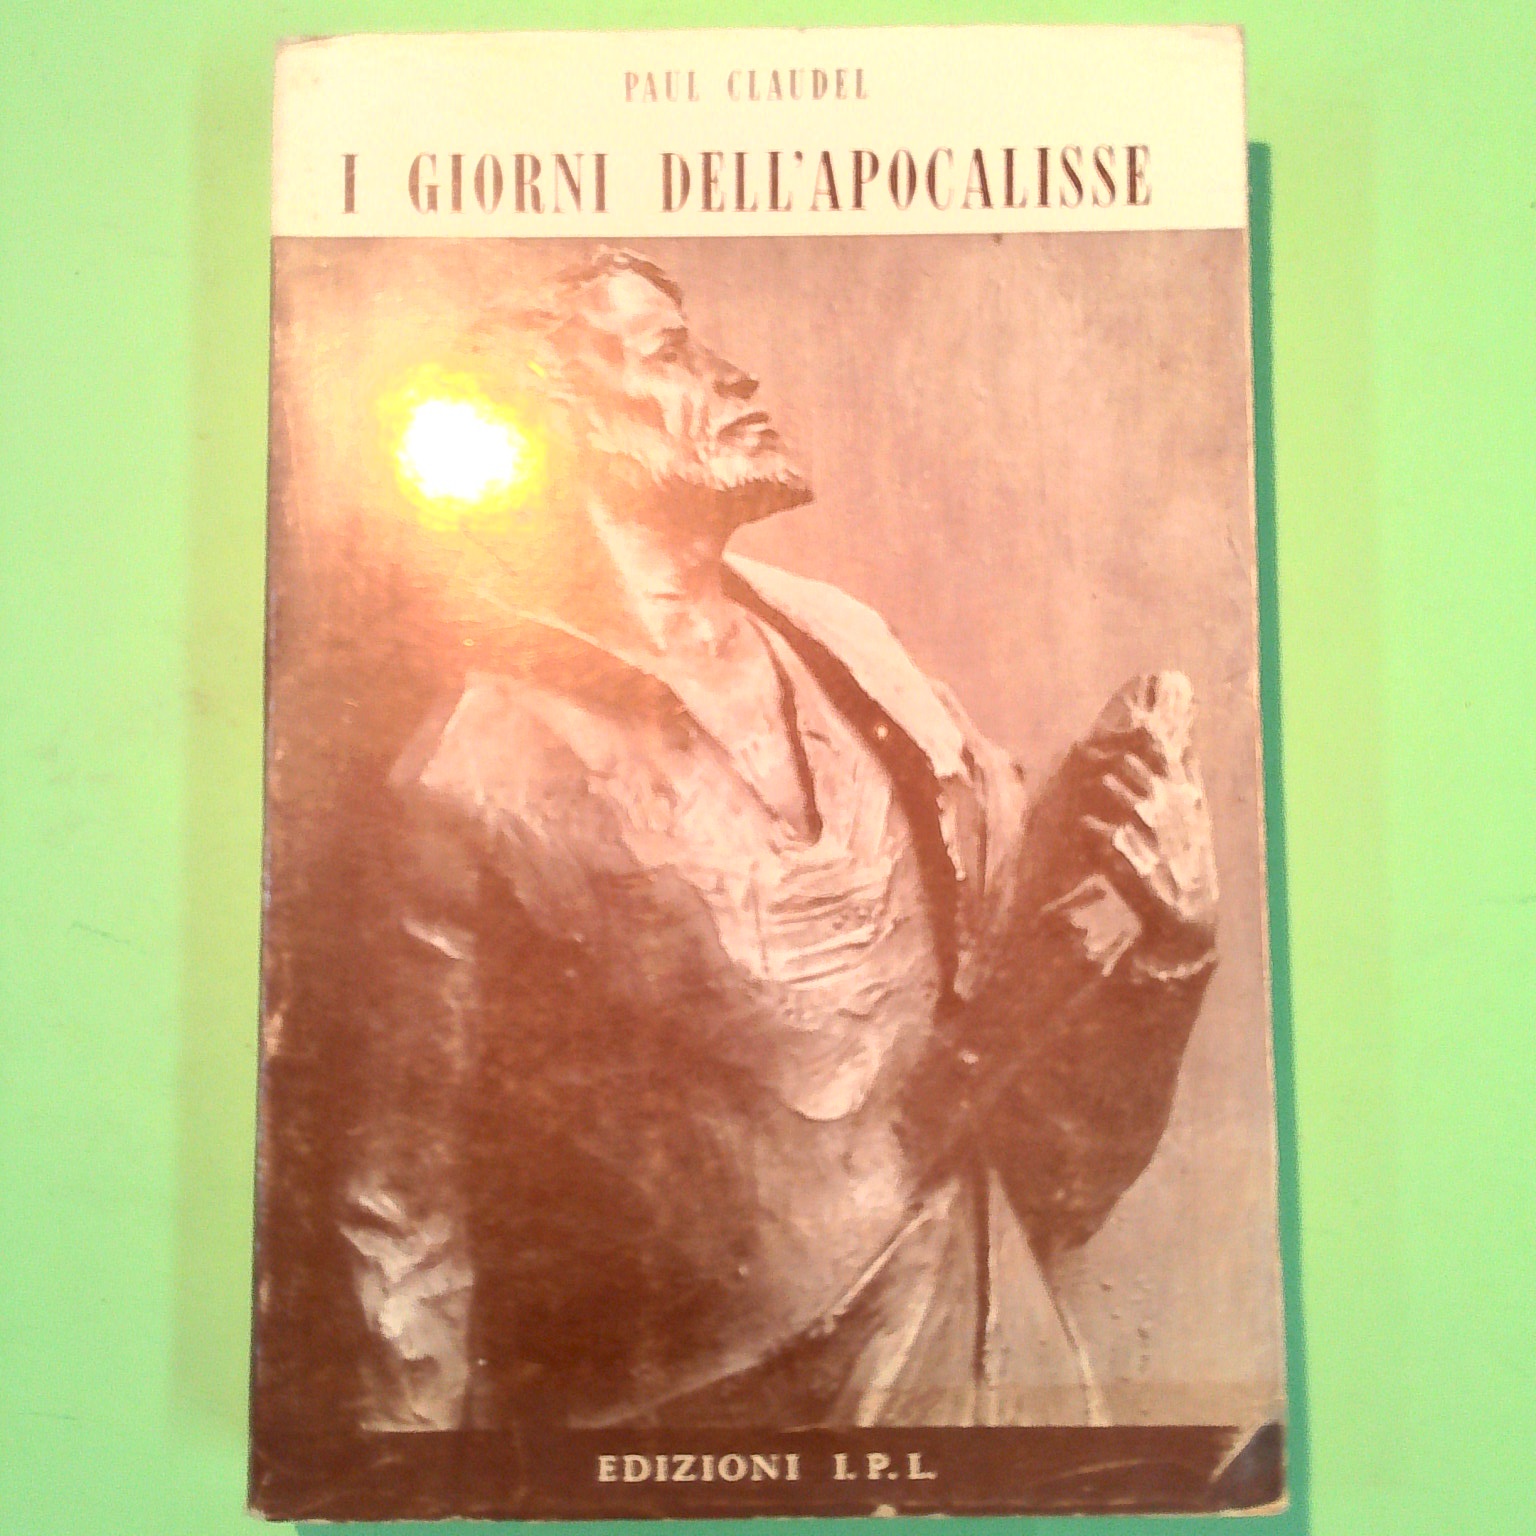 PAUL CLAUDEL
I GIORNI DELL'APOCALISSE
EDIZIONI I.P.L.